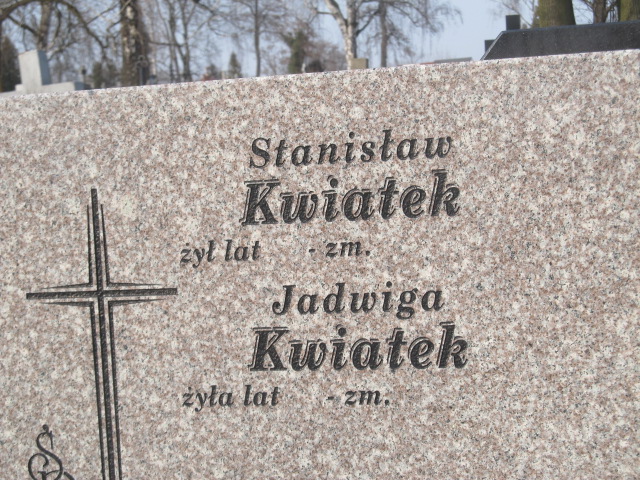 Stanisław
Kwiatek
żył lat - zm.
Jadwiga
Kwiatek
żyła lat - zm.